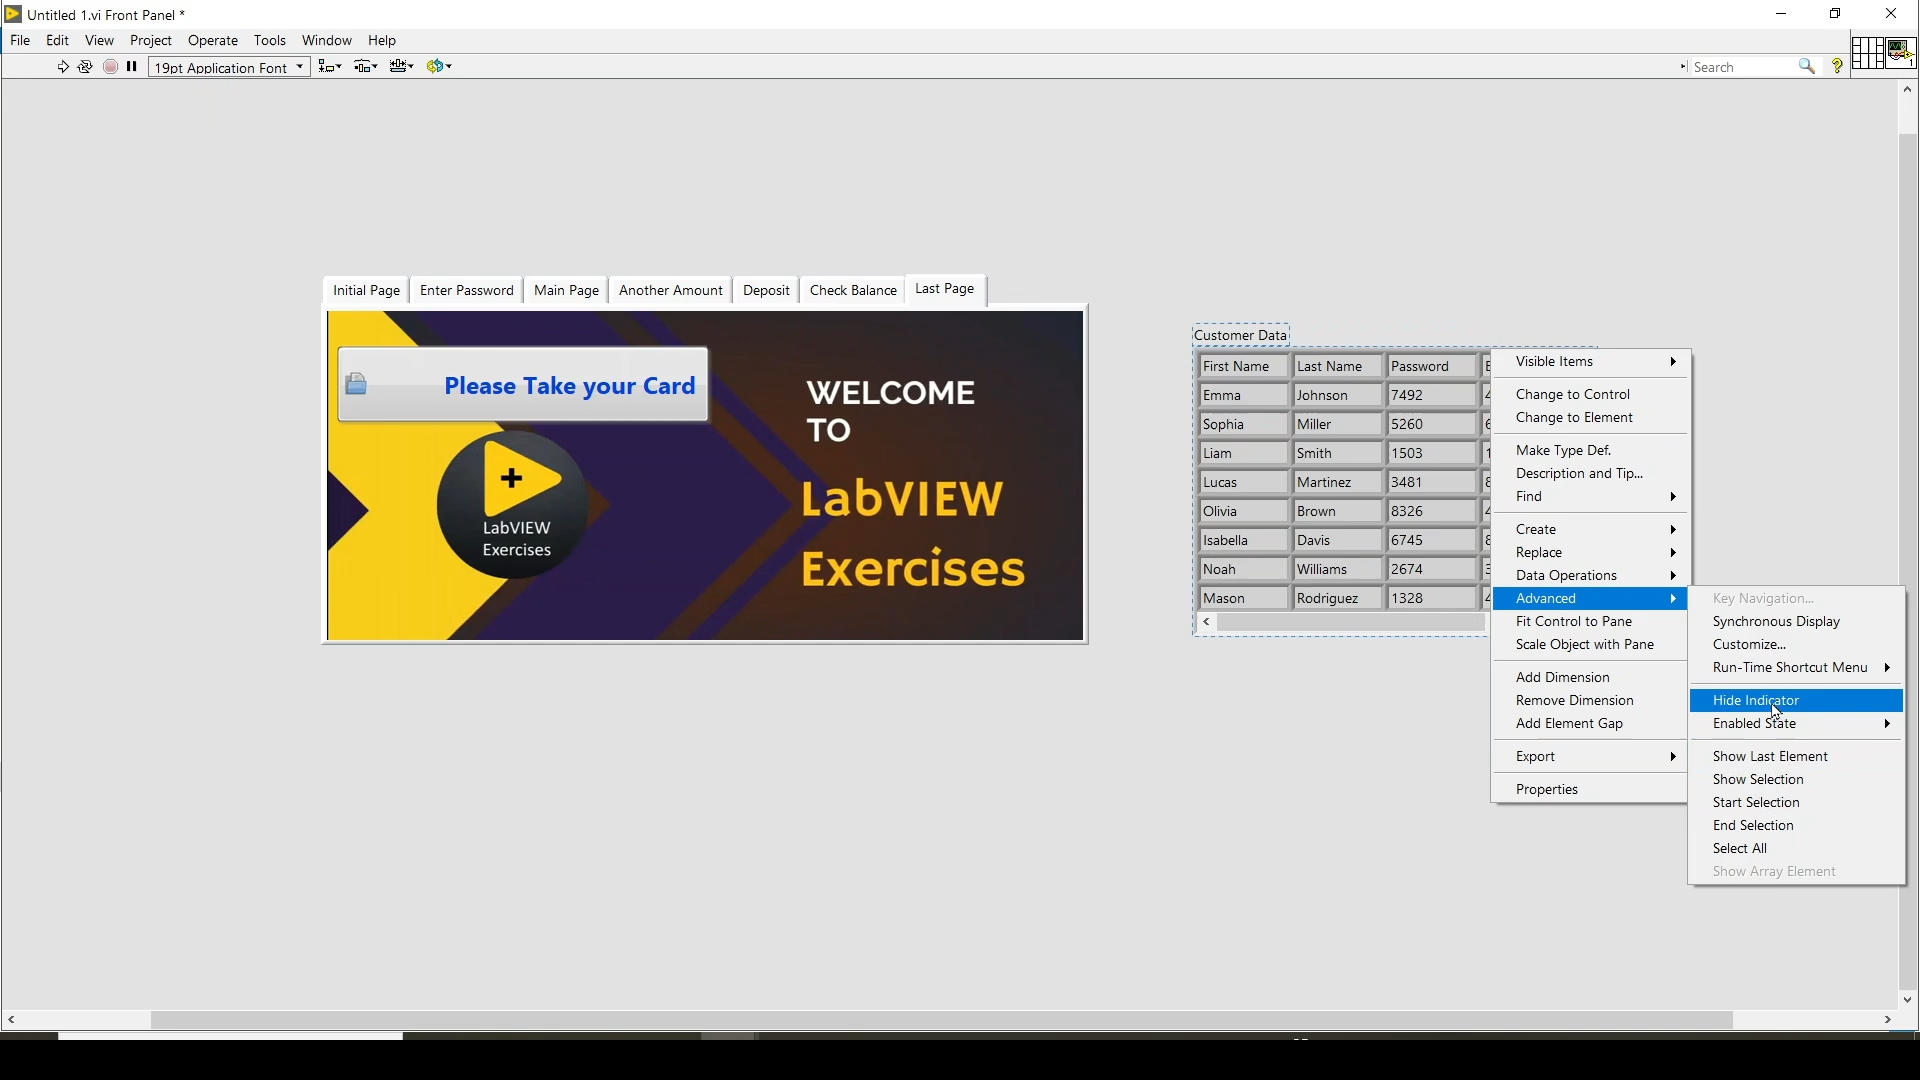 Untitled 1.vi Front Panel *
File Edit View Project Operate Tools Window Help
19pt Application Font
Search
?
1
Initial Page Enter Password Main Page Another Amount Deposit Check Balance Last Page
Please Take your Card
WELCOME
TO
LabVIEW
Exercises
LabVIEW
Exercises
Customer Data
First Name Last Name Password
Emma Johnson 7492
Sophia Miller 5260
Liam Smith 1503
Lucas Martinez 3481
Olivia Brown 8326
Isabella Davis 6745
Noah Williams 2674
Mason Rodriguez 1328
Visible Items
Change to Control
Change to Element
Make Type Def.
Description and Tip...
Find
Create
Replace
Data Operations
Advanced
Fit Control to Pane
Scale Object with Pane
Add Dimension
Remove Dimension
Add Element Gap
Export
Properties
Key Navigation...
Synchronous Display
Customize...
Run-Time Shortcut Menu
Hide Indicator
Enabled State
Show Last Element
Show Selection
Start Selection
End Selection
Select All
Show Array Element